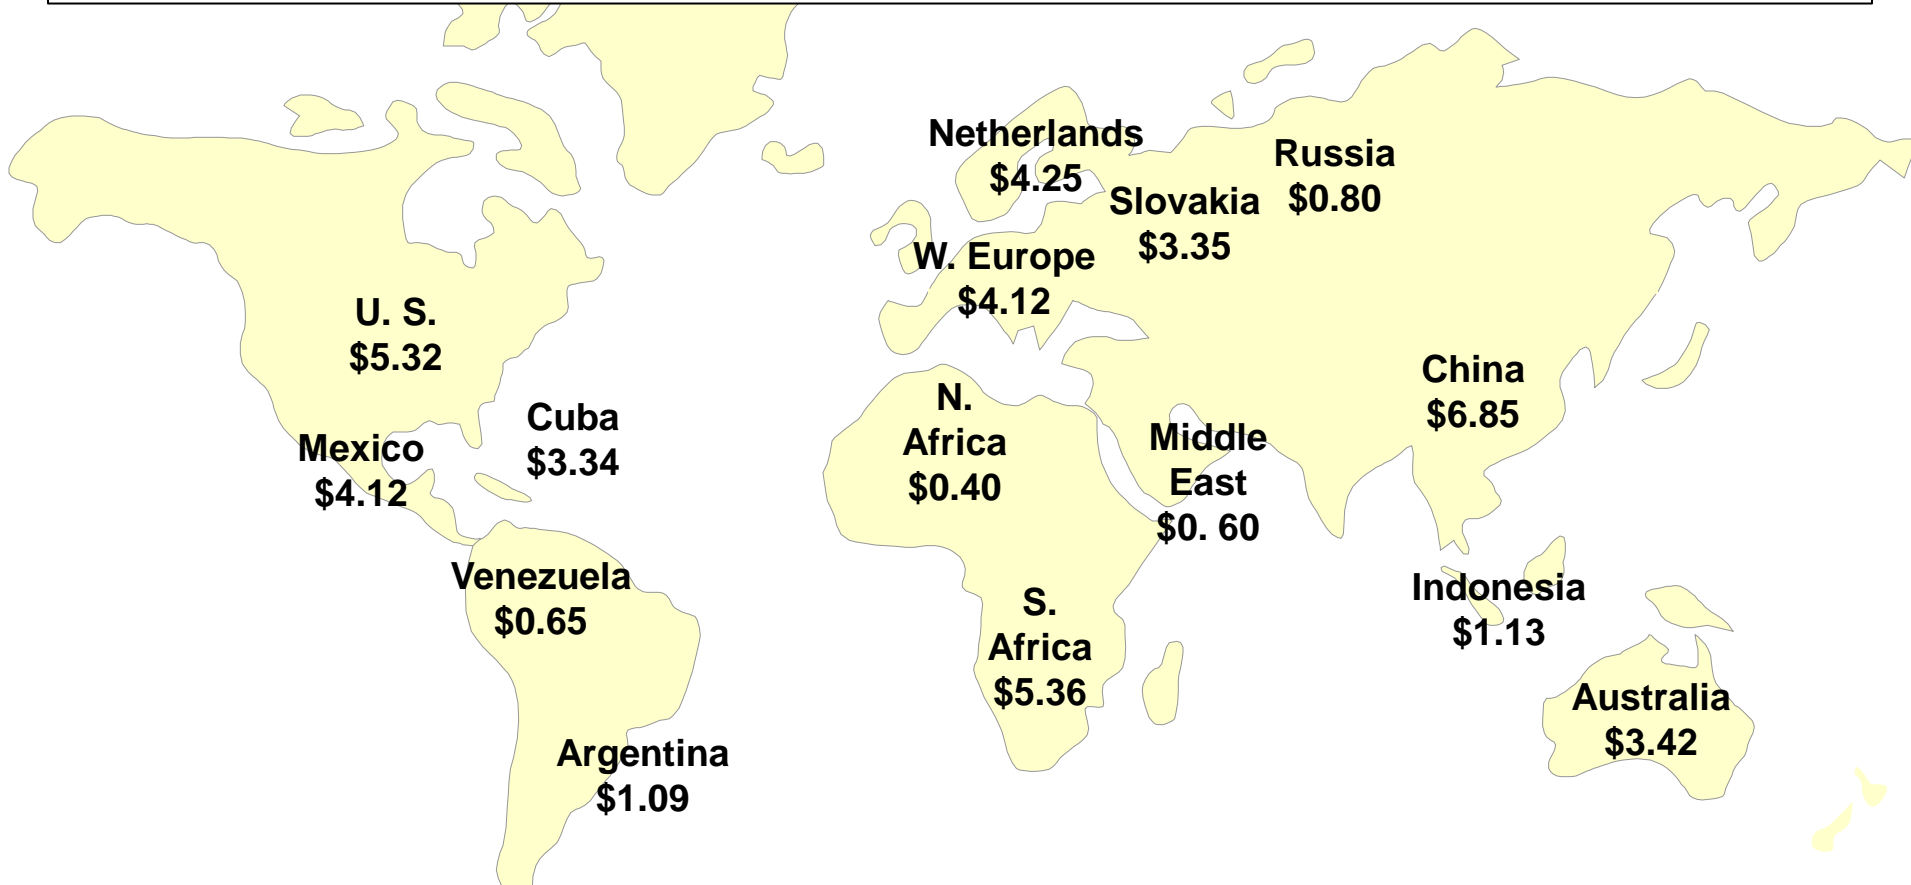 Netherlands
$4.25
Russia
$0.80
Slovakia
$3.35
W. Europe
$4.12
U. S.
$5.32
China
$6.85
N.
Africa
$0.40
Cuba
$3.34
Mexico
$4.12
Middle
East
$0. 60
Venezuela
$0.65
S.
Africa
$5.36
Indonesia
$1.13
Australia
$3.42
Argentina
$1.09